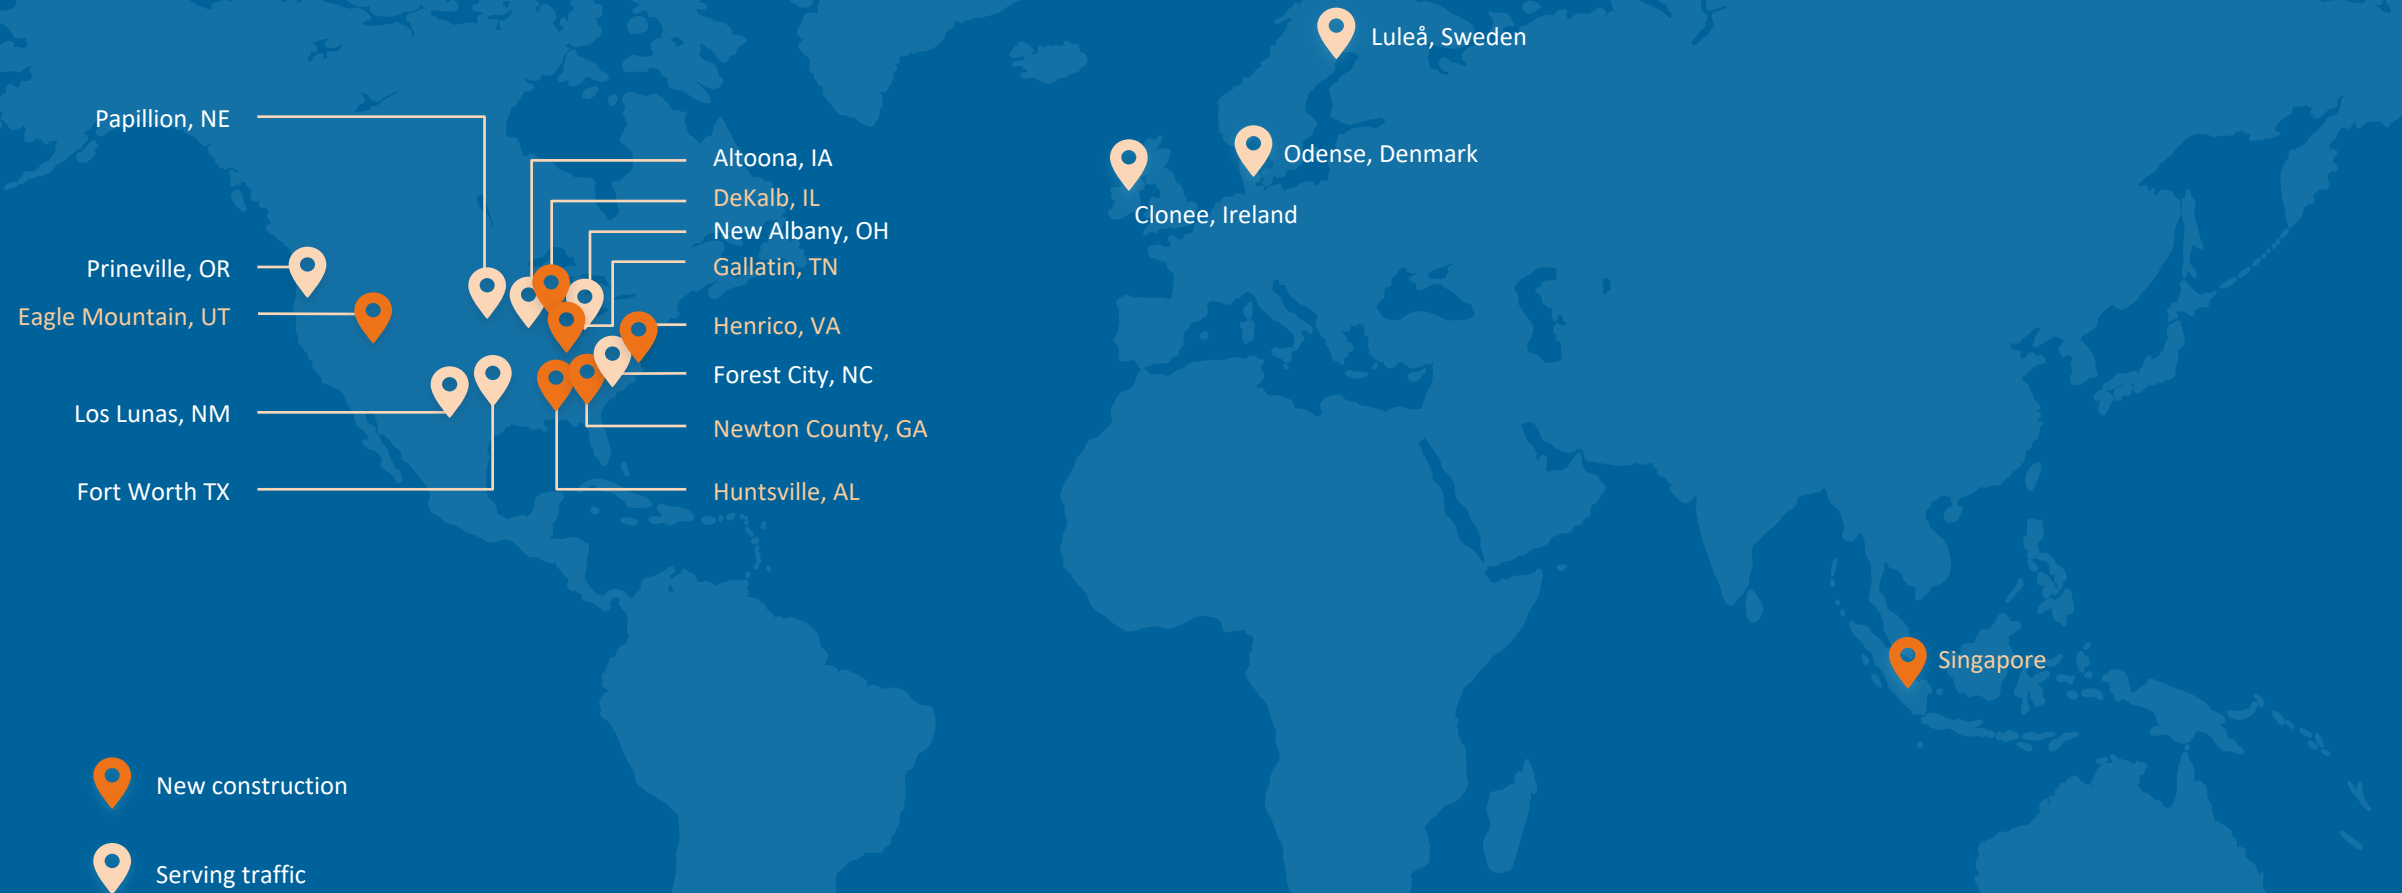 Luleå, Sweden
Papillion, NE
Altoona, IA
Odense, Denmark
DeKalb, IL
Clonee, Ireland
New Albany, OH
Prineville, OR
Gallatin, TN
Eagle Mountain, UT
Henrico, VA
Forest City, NC
Los Lunas, NM
Newton County, GA
Fort Worth TX
Huntsville, AL
Singapore
New construction
Serving traffic